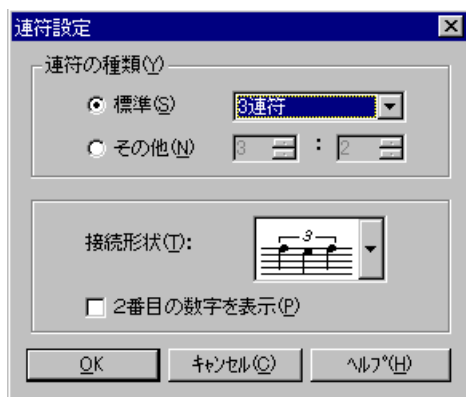 連符設定
連符の種類(Y)
標準(S) 3連符
その他(N) 3 : 2
接続形状(T): 3
2番目の数字を表示(P)
OK キャンセル(C) ヘルプ(H)